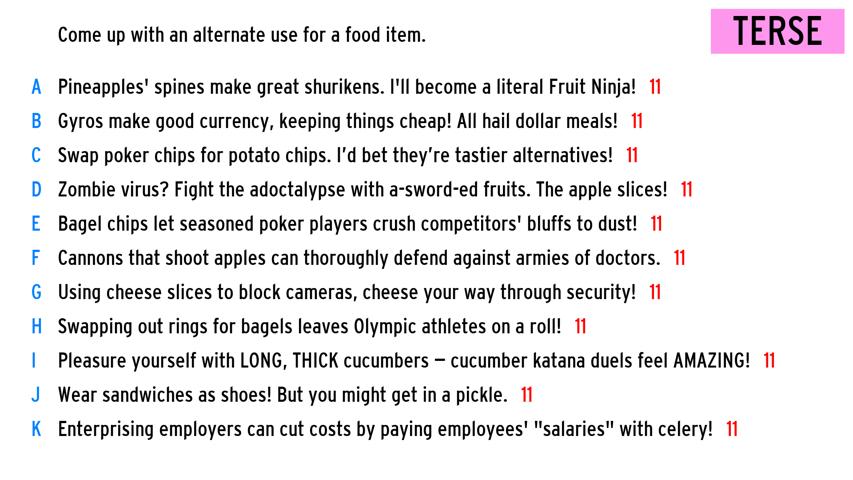 Come up with an alternate use for a food item.
TERSE
A Pineapples' spines make great shurikens. I'll become a literal Fruit Ninja! 11
B Gyros make good currency, keeping things cheap! All hail dollar meals! 11
C Swap poker chips for potato chips. I’d bet they’re tastier alternatives! 11
D Zombie virus? Fight the adoctalypse with a-sword-ed fruits. The apple slices! 11
E Bagel chips let seasoned poker players crush competitors' bluffs to dust! 11
F Cannons that shoot apples can thoroughly defend against armies of doctors. 11
G Using cheese slices to block cameras, cheese your way through security! 11
H Swapping out rings for bagels leaves Olympic athletes on a roll! 11
I Pleasure yourself with LONG, THICK cucumbers – cucumber katana duels feel AMAZING! 11
J Wear sandwiches as shoes! But you might get in a pickle. 11
K Enterprising employers can cut costs by paying employees' "salaries" with celery! 11